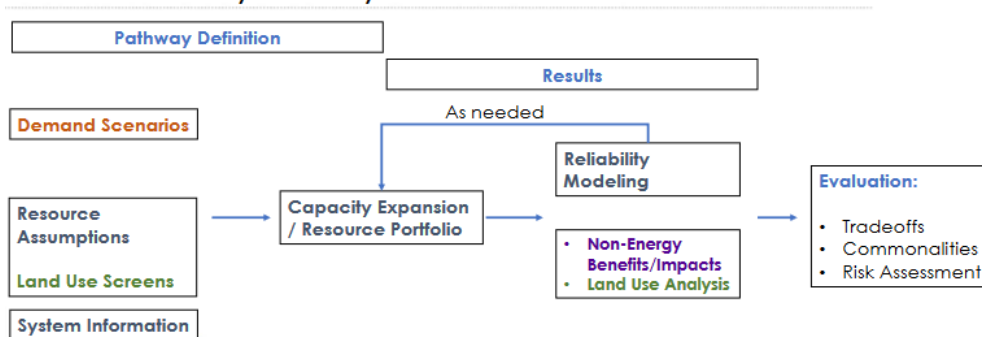 Pathway Definition
Results
As needed
Demand Scenarios
Reliability
Modeling
Resource
Assumptions
Land Use Screens
Capacity Expansion
/ Resource Portfolio
• Non-Energy
Benefits/Impacts
• Land Use Analysis
Evaluation:
• Tradeoffs
• Commonalities
• Risk Assessment
System Information